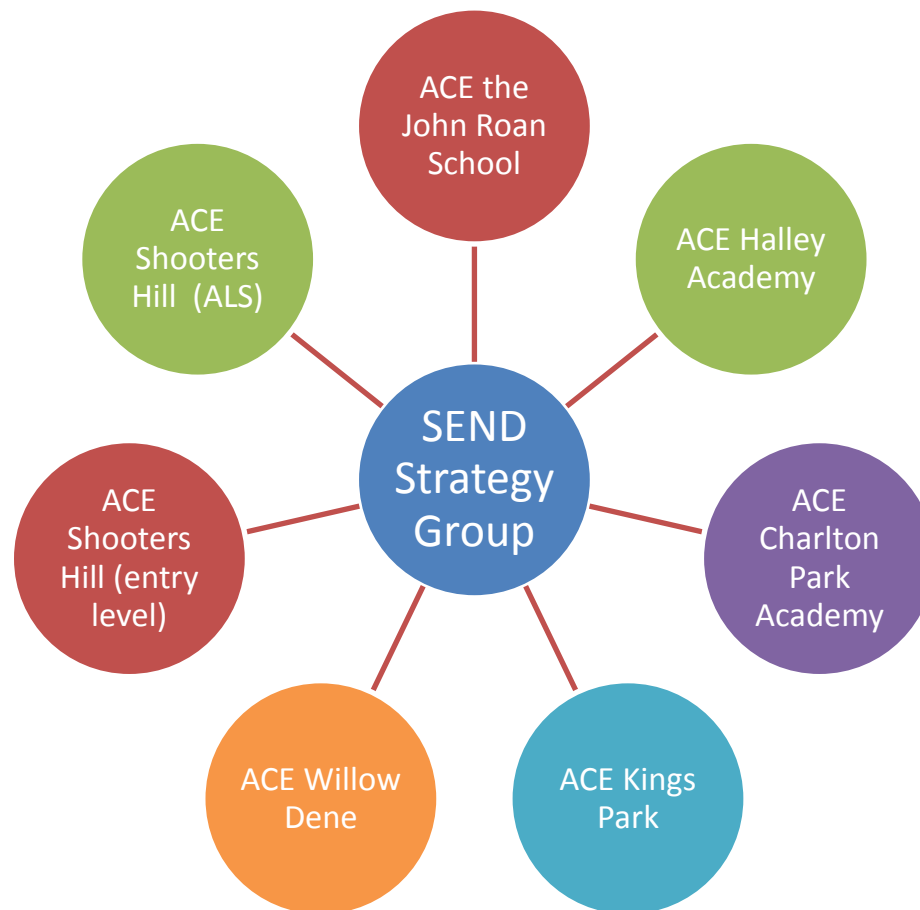 ACE the
John Roan
School
ACE Halley
Academy
ACE
Charlton
Park
Academy
ACE Kings
Park
ACE Willow
Dene
ACE
Shooters
Hill (entry
level)
ACE
Shooters
Hill  (ALS)
SEND
Strategy
Group